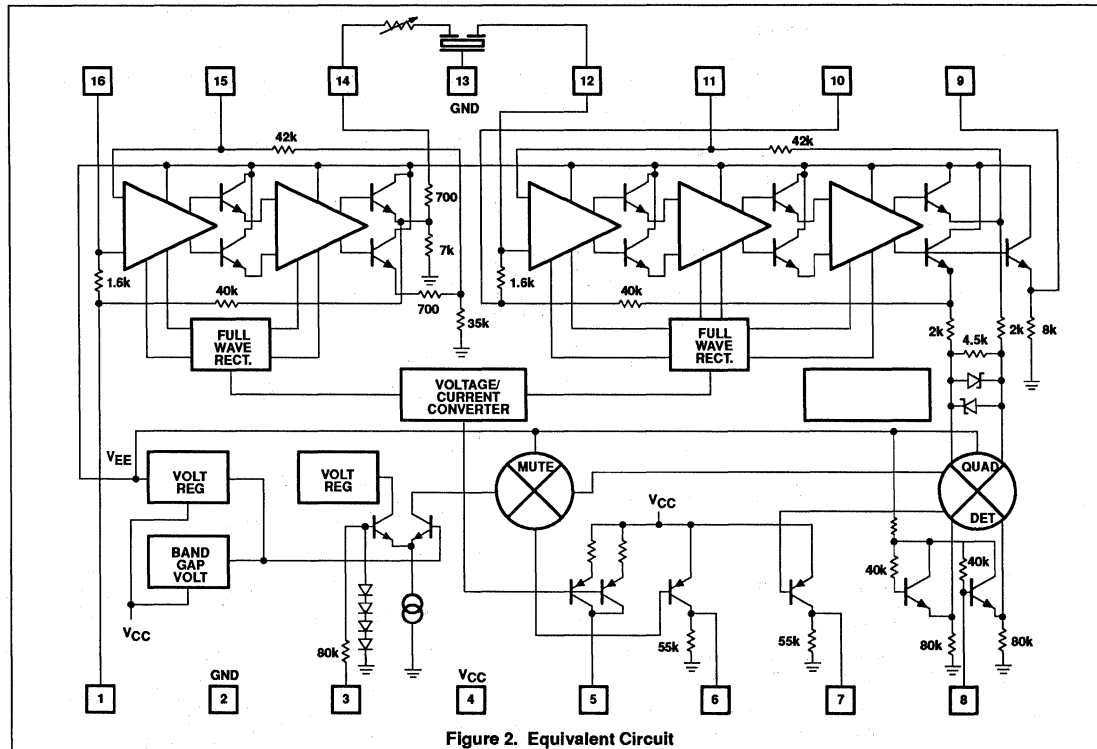 16
15
14
13
GND
12
11
10
9
42k
42k
700
7k
1.6k
40k
700
35k
1.6k
40k
2k
2k
8k
4.5k
FULL
WAVE
RECT.
FULL
WAVE
RECT.
VOLTAGE/
CURRENT
CONVERTER
VEE
VOLT
REG
VOLT
REG
MUTE
QUAD
DET
VCC
BAND
GAP
VOLT
VCC
80k
55k
55k
40k
40k
80k
80k
GND
VCC
1
2
3
4
5
6
7
8
Figure 2. Equivalent Circuit